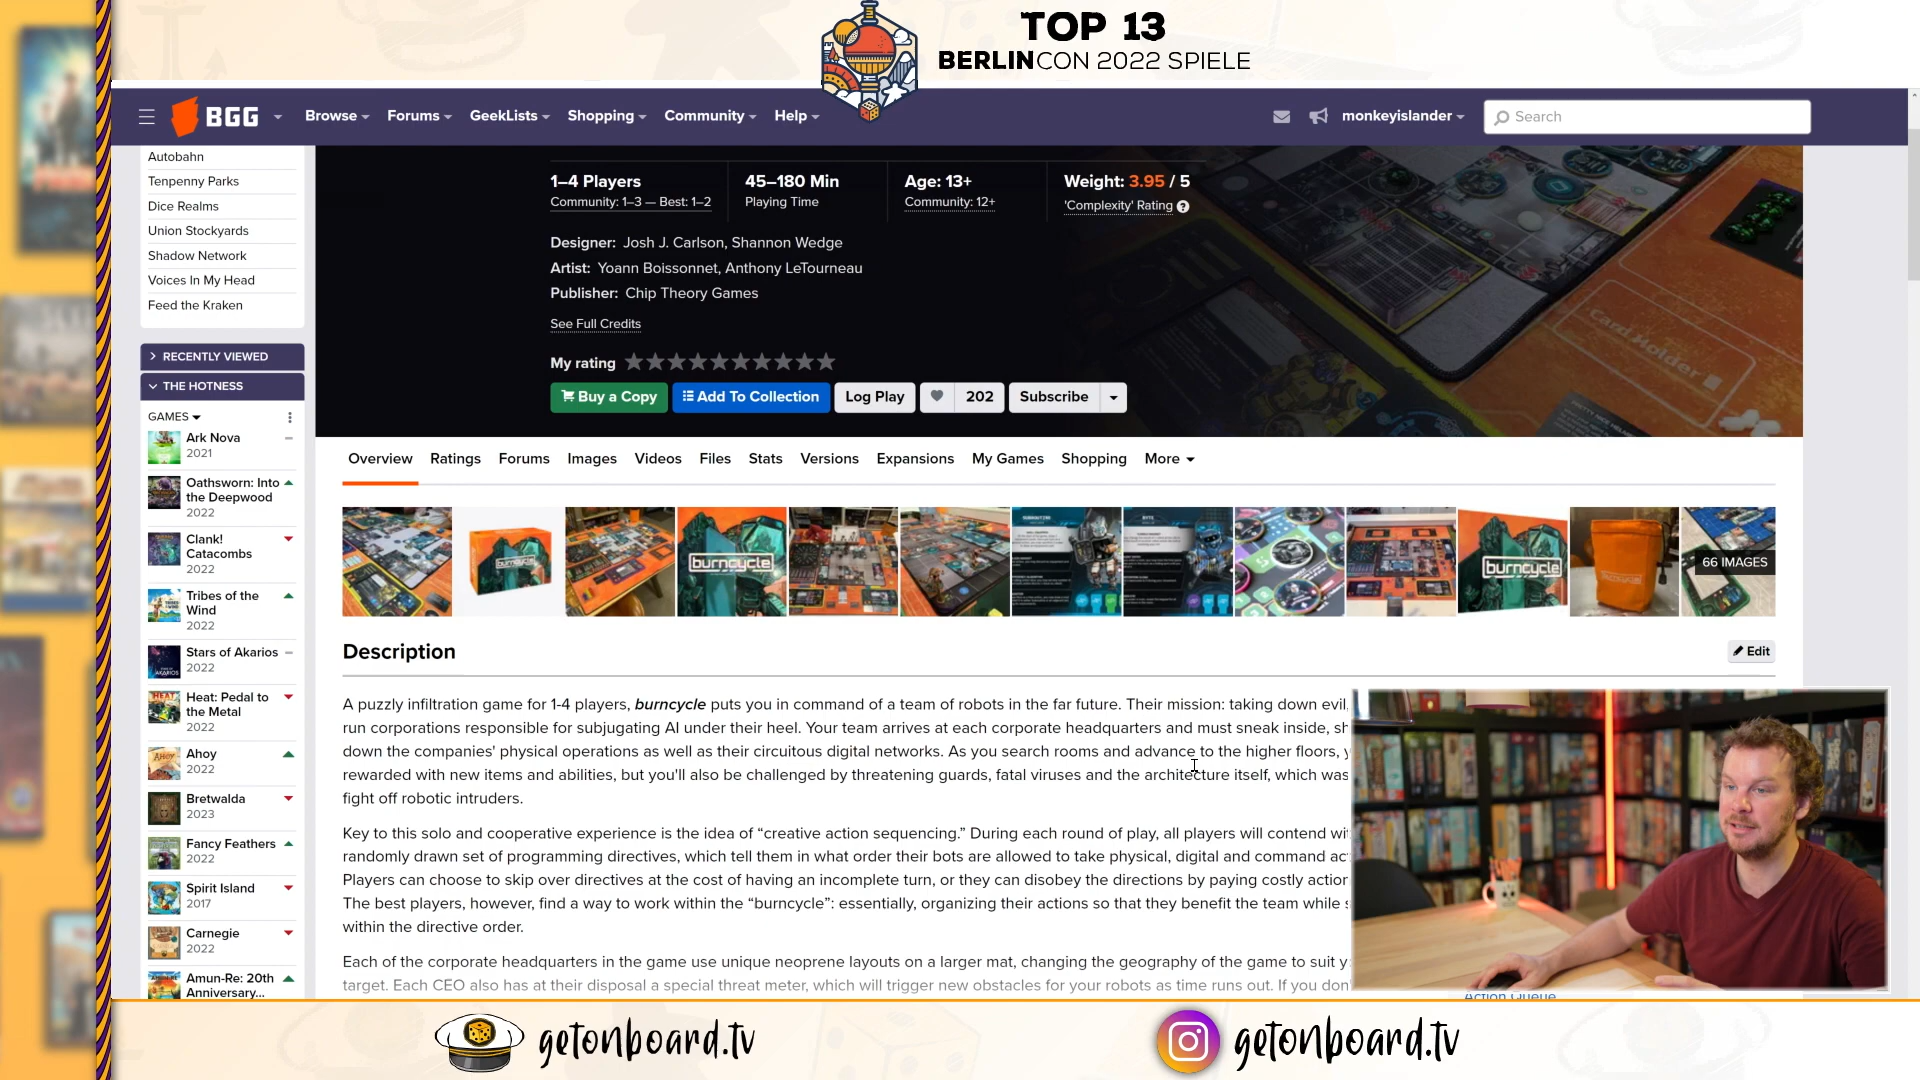 TOP 13
BERLINCON 2022 SPIELE
BGG
Browse
Forums
GeekLists
Shopping
Community
Help
monkeyislander
Search
Autobahn
Tenpenny Parks
Dice Realms
Union Stockyards
Shadow Network
Voices In My Head
Feed the Kraken
RECENTLY VIEWED
THE HOTNESS
GAMES
Ark Nova
2021
Oathsworn: Into
the Deepwood
2022
Clank!
Catacombs
2022
Tribes of the
Wind
2022
Stars of Akarios
2022
Heat: Pedal to
the Metal
2022
Ahoy
2022
Bretwalda
2023
Fancy Feathers
2022
Spirit Island
2017
Carnegie
2022
Amun-Re: 20th
Anniversary...
1–4 Players
Community: 1–3 — Best: 1–2
45–180 Min
Playing Time
Age: 13+
Community: 12+
Weight: 3.95 / 5
'Complexity' Rating
Designer: Josh J. Carlson, Shannon Wedge
Artist: Yoann Boissonnet, Anthony LeTourneau
Publisher: Chip Theory Games
See Full Credits
My rating
Buy a Copy
Add To Collection
Log Play
202
Subscribe
Card Holder
Overview
Ratings
Forums
Images
Videos
Files
Stats
Versions
Expansions
My Games
Shopping
More
burncycle
burncycle
burncycle
66 IMAGES
Description
Edit
A puzzly infiltration game for 1-4 players, burncycle puts you in command of a team of robots in the far future. Their mission: taking down evil,
run corporations responsible for subjugating AI under their heel. Your team arrives at each corporate headquarters and must sneak inside, sh
down the companies' physical operations as well as their circuitous digital networks. As you search rooms and advance to the higher floors, y
rewarded with new items and abilities, but you'll also be challenged by threatening guards, fatal viruses and the architecture itself, which was
fight off robotic intruders.
Key to this solo and cooperative experience is the idea of “creative action sequencing.” During each round of play, all players will contend wi
randomly drawn set of programming directives, which tell them in what order their bots are allowed to take physical, digital and command ac
Players can choose to skip over directives at the cost of having an incomplete turn, or they can disobey the directions by paying costly action
The best players, however, find a way to work within the “burncycle”: essentially, organizing their actions so that they benefit the team while s
within the directive order.
Each of the corporate headquarters in the game use unique neoprene layouts on a larger mat, changing the geography of the game to suit y
target. Each CEO also has at their disposal a special threat meter, which will trigger new obstacles for your robots as time runs out. If you don
Action Queue
getonboard.tv
getonboard.tv